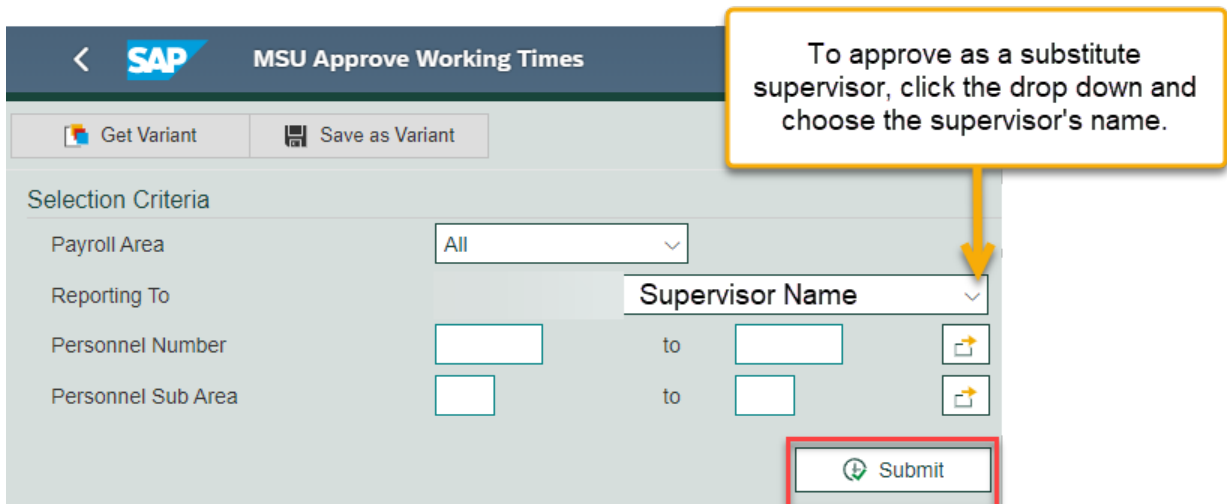 SAP MSU Approve Working Times
To approve as a substitute
supervisor, click the drop down and
choose the supervisor's name.
Get Variant Save as Variant
Selection Criteria
Payroll Area All
Reporting To Supervisor Name
Personnel Number to
Personnel Sub Area to
Submit